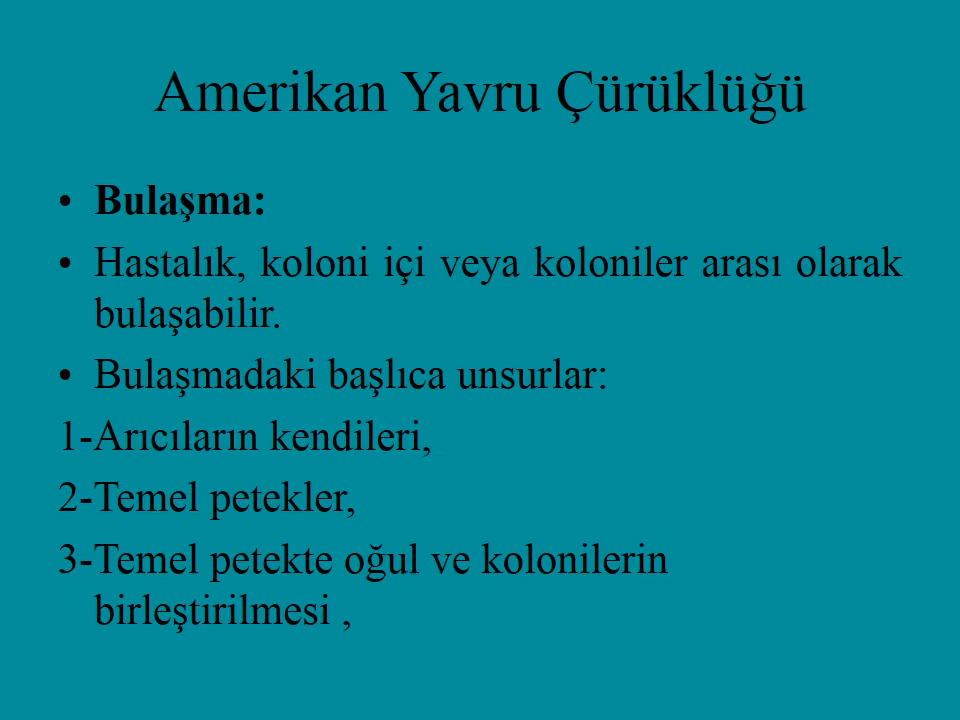 Amerikan Yavru Çürüklüğü
• Bulaşma:
• Hastalık, koloni içi veya koloniler arası olarak
bulaşabilir.
• Bulaşmadaki başlıca unsurlar:
1-Arıcıların kendileri,
2-Temel petekler,
3-Temel petekte oğul ve kolonilerin
birleştirilmesi ,